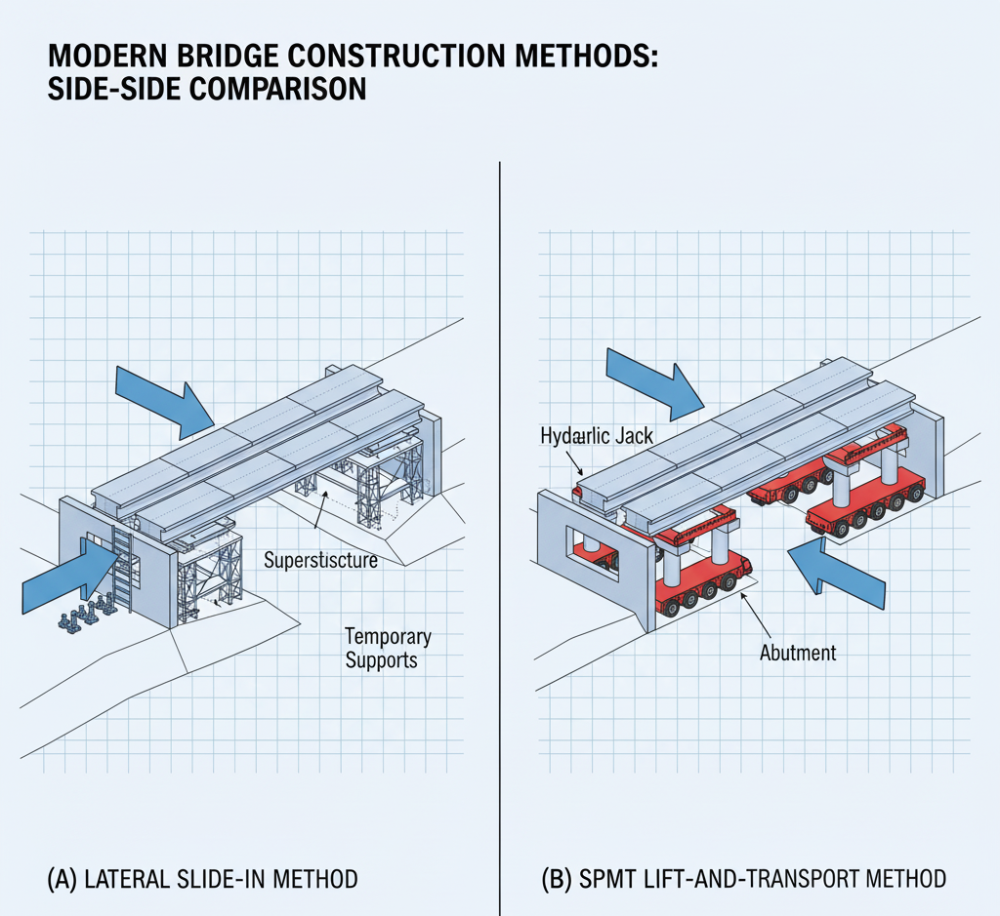 MODERN BRIDGE CONSTRUCTION METHODS:
SIDE-SIDE COMPARISON
Superstiscture
Temporary
Supports
(A) LATERAL SLIDE-IN METHOD
Hydarlic Jack
Abutment
(B) SPMT LIFT-AND-TRANSPORT METHOD